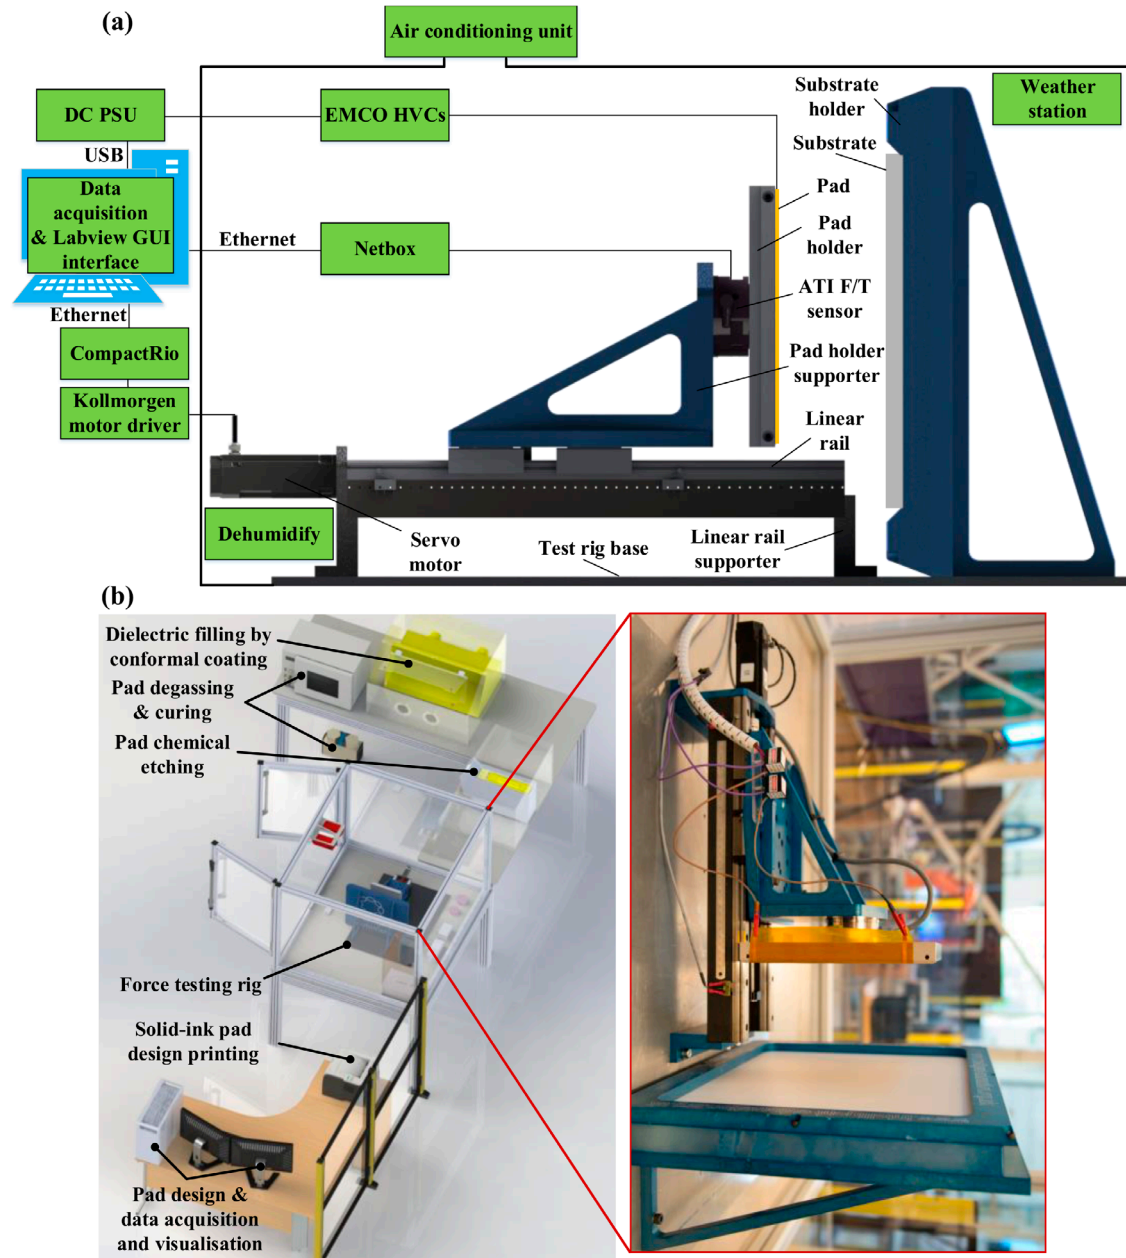 (a)
Air conditioning unit
DC PSU
EMCO HVCs
Substrate
holder
Weather
station
USB
Substrate
Data
acquisition
& Labview GUI
interface
Pad
Ethernet
Netbox
Pad
holder
ATI F/T
sensor
Ethernet
CompactRio
Pad holder
supporter
Kollmorgen
motor driver
Linear
rail
Dehumidify
Servo
motor
Test rig base
Linear rail
supporter
(b)
Dielectric filling by
conformal coating
Pad degassing
& curing
Pad chemical
etching
Force testing rig
Solid-ink pad
design printing
Pad design &
data acquisition
and visualisation